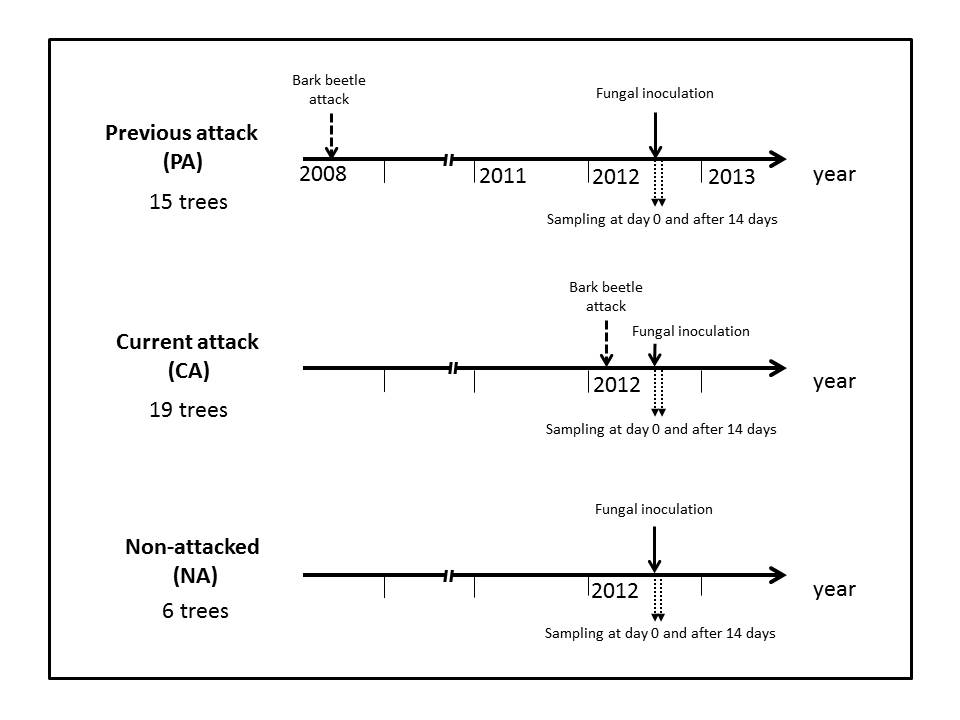 Bark beetle
attack
Fungal inoculation
Previous attack
(PA)
15 trees
2008
2011
2012
2013
year
Sampling at day 0 and after 14 days
Bark beetle
attack
Fungal inoculation
Current attack
(CA)
19 trees
2012
year
Sampling at day 0 and after 14 days
Fungal inoculation
Non-attacked
(NA)
6 trees
2012
year
Sampling at day 0 and after 14 days